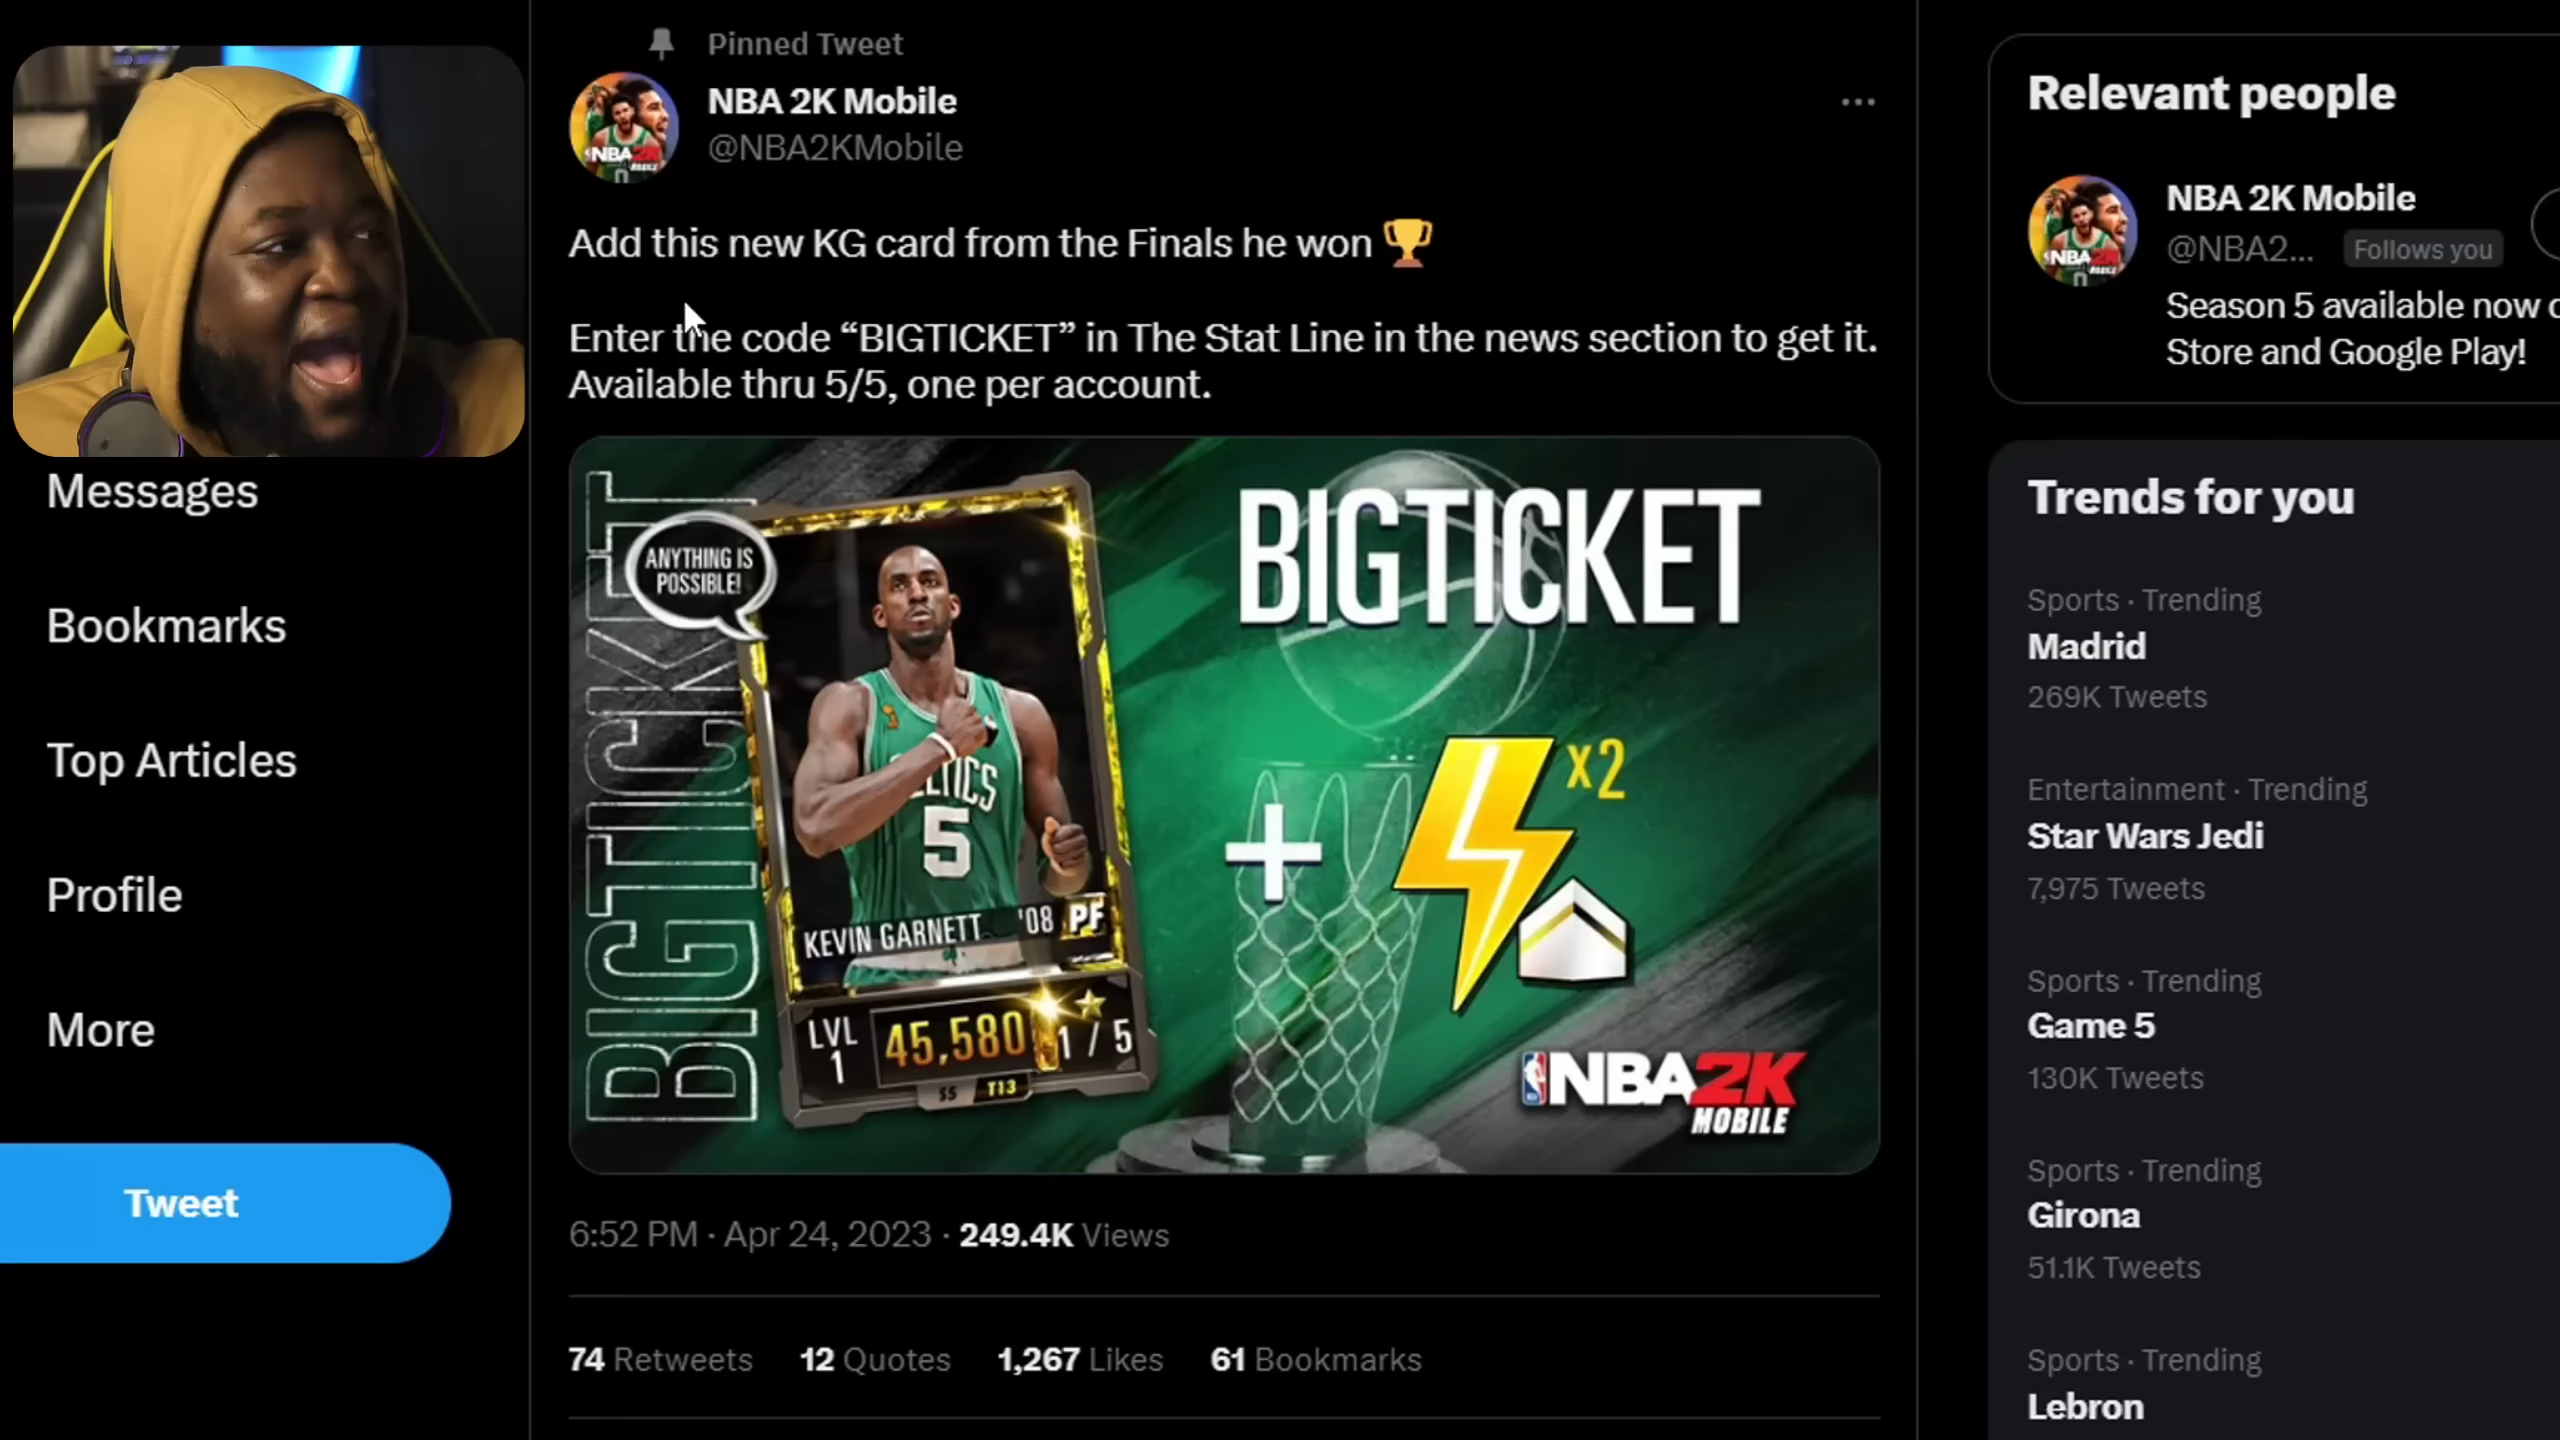 Pinned Tweet
NBA 2K Mobile
@NBA2KMobile
Add this new KG card from the Finals he won 🏆
Enter the code “BIGTICKET” in The Stat Line in the news section to get it.
Available thru 5/5, one per account.
BIGTICKET
ANYTHING IS
POSSIBLE!
CELTICS
5
KEVIN GARNETT '08 PF
LVL
1
45,580
1 / 5
SS T13
BIGTICKET
x2
NBA2K
MOBILE
6:52 PM · Apr 24, 2023 · 249.4K Views
74 Retweets 12 Quotes 1,267 Likes 61 Bookmarks
Messages
Bookmarks
Top Articles
Profile
More
Tweet
Relevant people
NBA 2K Mobile
@NBA2... Follows you
Season 5 available now
Store and Google Play!
Trends for you
Sports · Trending
Madrid
269K Tweets
Entertainment · Trending
Star Wars Jedi
7,975 Tweets
Sports · Trending
Game 5
130K Tweets
Sports · Trending
Girona
51.1K Tweets
Sports · Trending
Lebron